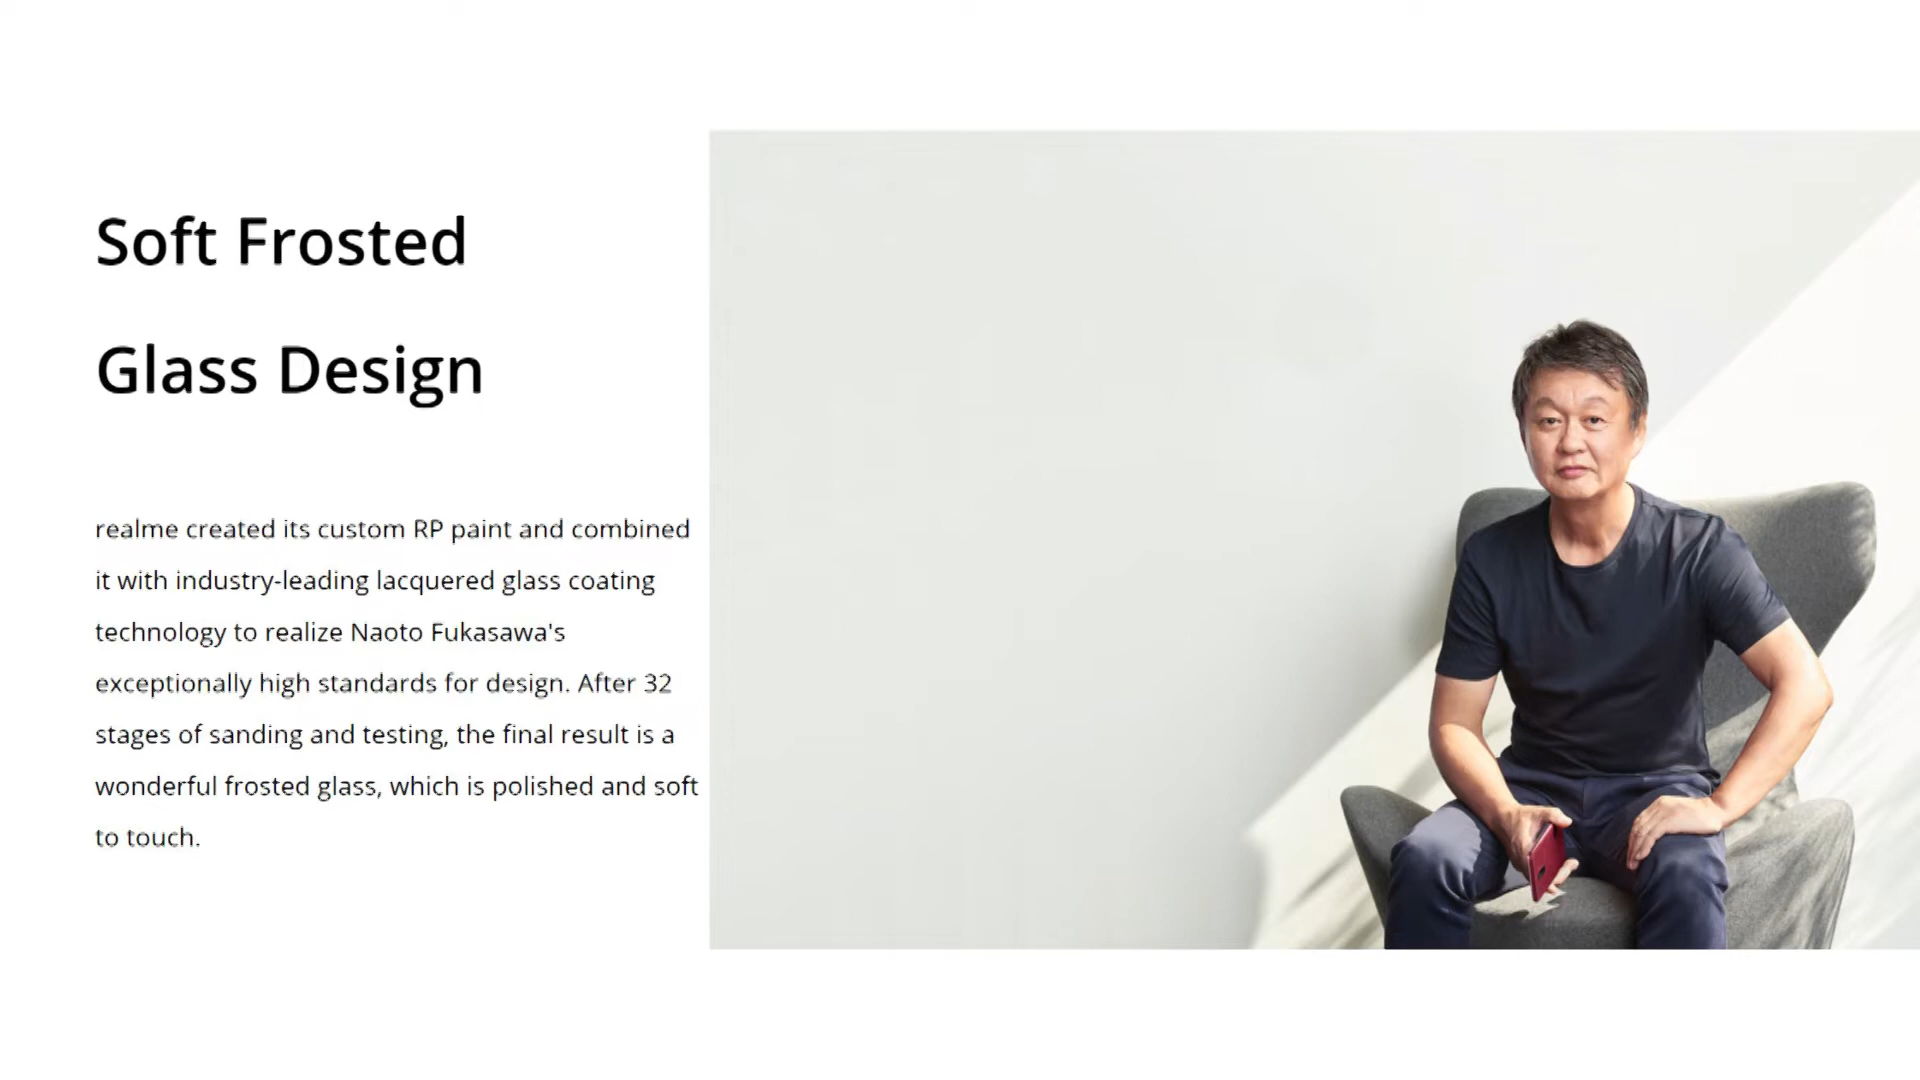 Soft Frosted
Glass Design
realme created its custom RP paint and combined
it with industry-leading lacquered glass coating
technology to realize Naoto Fukasawa's
exceptionally high standards for design. After 32
stages of sanding and testing, the final result is a
wonderful frosted glass, which is polished and soft
to touch.